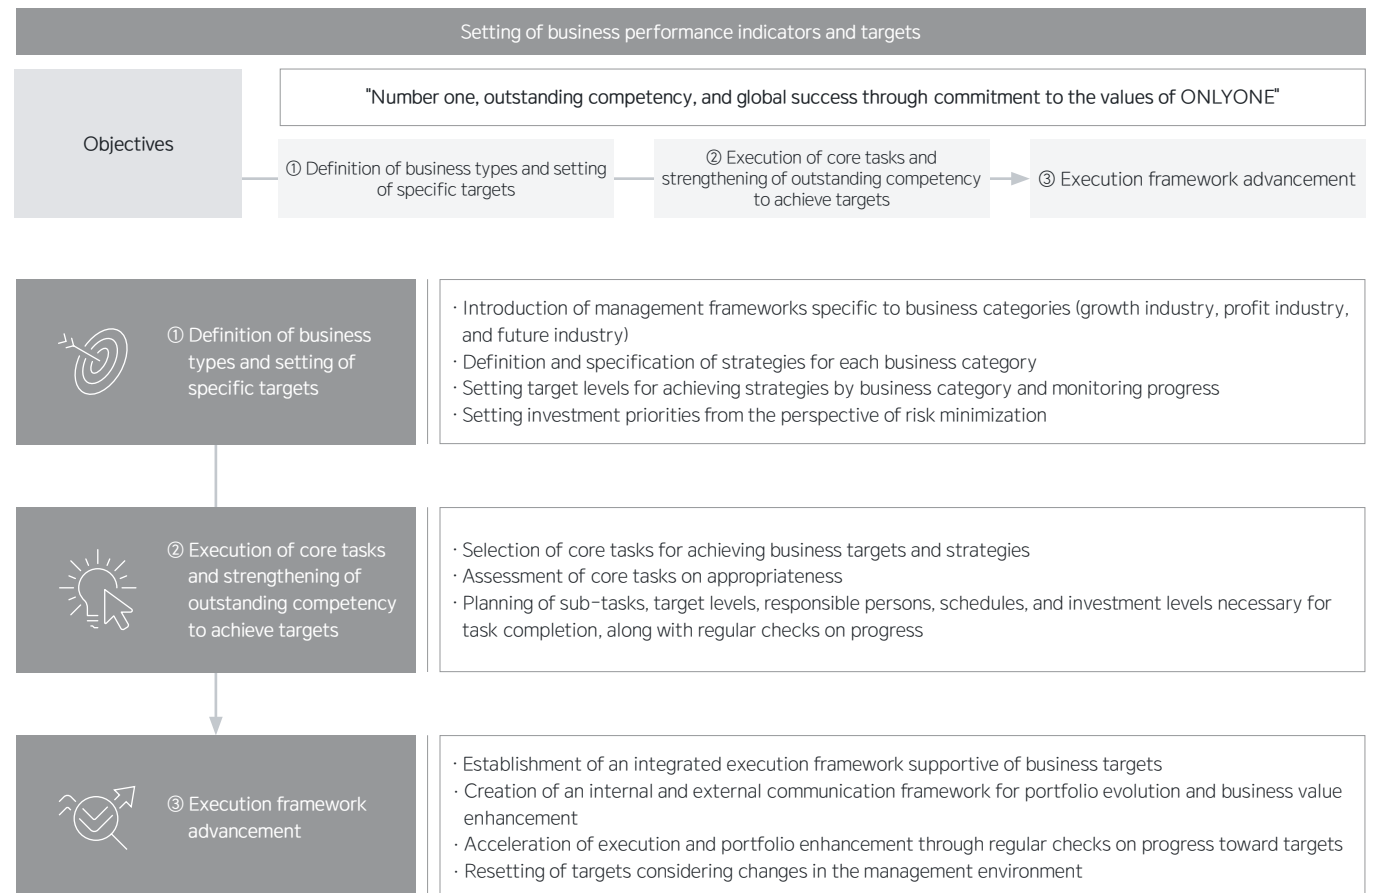 Setting of business performance indicators and targets
Objectives
"Number one, outstanding competency, and global success through commitment to the values of ONLYONE"
① Definition of business types and setting
of specific targets
② Execution of core tasks and
strengthening of outstanding competency
to achieve targets
③ Execution framework advancement
① Definition of business
types and setting of
specific targets
· Introduction of management frameworks specific to business categories (growth industry, profit industry,
and future industry)
· Definition and specification of strategies for each business category
· Setting target levels for achieving strategies by business category and monitoring progress
· Setting investment priorities from the perspective of risk minimization
② Execution of core tasks
and strengthening of
outstanding competency
to achieve targets
· Selection of core tasks for achieving business targets and strategies
· Assessment of core tasks on appropriateness
· Planning of sub-tasks, target levels, responsible persons, schedules, and investment levels necessary for
task completion, along with regular checks on progress
③ Execution framework
advancement
· Establishment of an integrated execution framework supportive of business targets
· Creation of an internal and external communication framework for portfolio evolution and business value
enhancement
· Acceleration of execution and portfolio enhancement through regular checks on progress toward targets
· Resetting of targets considering changes in the management environment